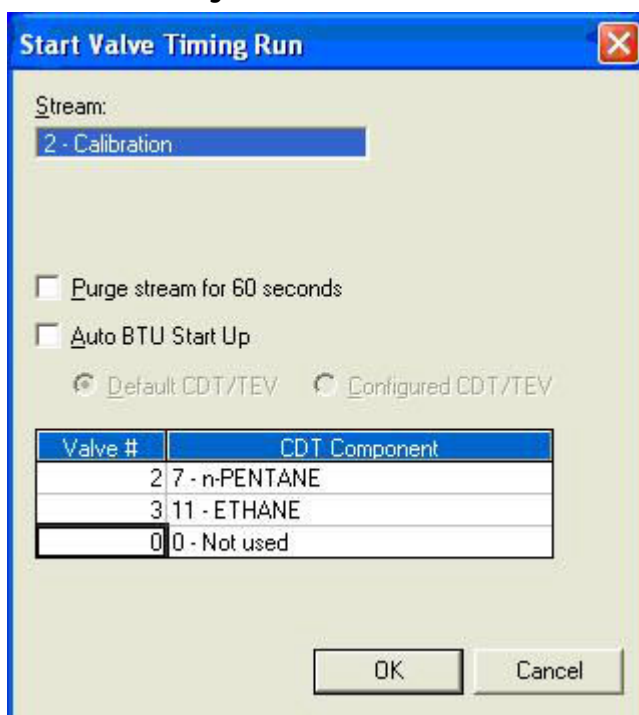 Start Valve Timing Run
Stream:
2 - Calibration
Purge stream for 60 seconds
Auto BTU Start Up
Default CDT/TEV Configured CDT/TEV
Valve # CDT Component
2 7 - n-PENTANE
3 11 - ETHANE
0 0 - Not used
OK Cancel